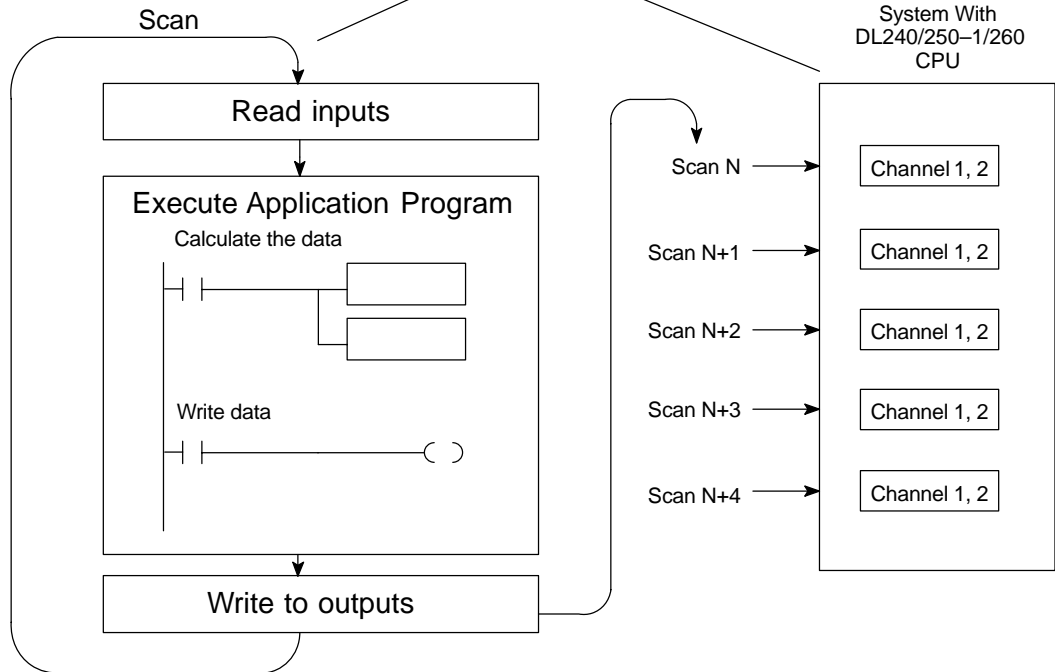 Scan
System With
DL240/250–1/260
CPU
Read inputs
Execute Application Program
Calculate the data
Write data
Write to outputs
Scan N
Channel 1, 2
Scan N+1
Channel 1, 2
Scan N+2
Channel 1, 2
Scan N+3
Channel 1, 2
Scan N+4
Channel 1, 2